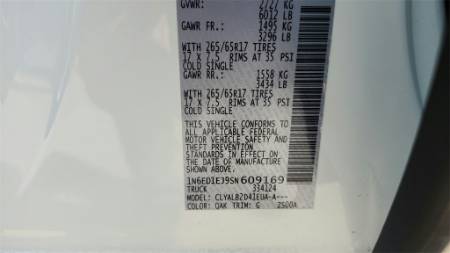 GVWR: 2727 KG
6012 LB
GAWR FR.: 1495 KG
3296 LB
WITH 265/65R17 TIRES
17 X 7.5 RIMS AT 35 PSI
COLD SINGLE
GAWR RR.: 1558 KG
3434 LB
WITH 265/65R17 TIRES
17 X 7.5 RIMS AT 35 PSI
COLD SINGLE
THIS VEHICLE CONFORMS TO
ALL APPLICABLE FEDERAL
MOTOR VEHICLE SAFETY
AND THEFT PREVENTION
STANDARDS IN EFFECT ON
THE DATE OF MANUFACTURE
SHOWN ABOVE.
1N6ED1EJ9SN609169
TRUCK 334124
MODEL: CLYALB2D41EUA-A---
COLOR: QAK TRIM: G